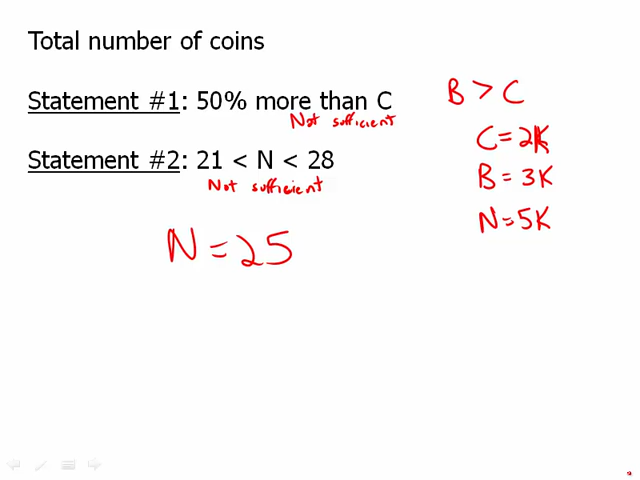 Total number of coins
B > C
Statement #1: 50% more than C
Not sufficient
C = 2K
Statement #2: 21 < N < 28
B = 3K
Not sufficient
N = 5K
N = 25